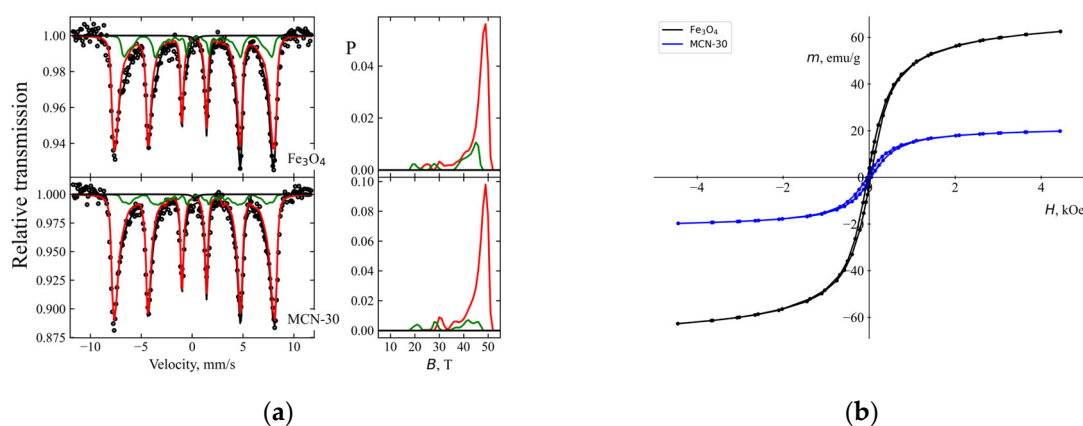 Relative transmission
1.00
0.98
0.96
0.94
Fe₃O₄
1.000
0.975
0.950
0.925
0.900
0.875
MCN-30
−10 −5 0 5 10
Velocity, mm/s
P
0.04
0.02
0.00
0.10
0.08
0.06
0.04
0.02
0.00
10 20 30 40 50
B, T
(a)
Fe₃O₄
MCN-30
m, emu/g
60
40
20
0
−20
−40
−60
−4 −2 0 2 4
H, kOe
(b)